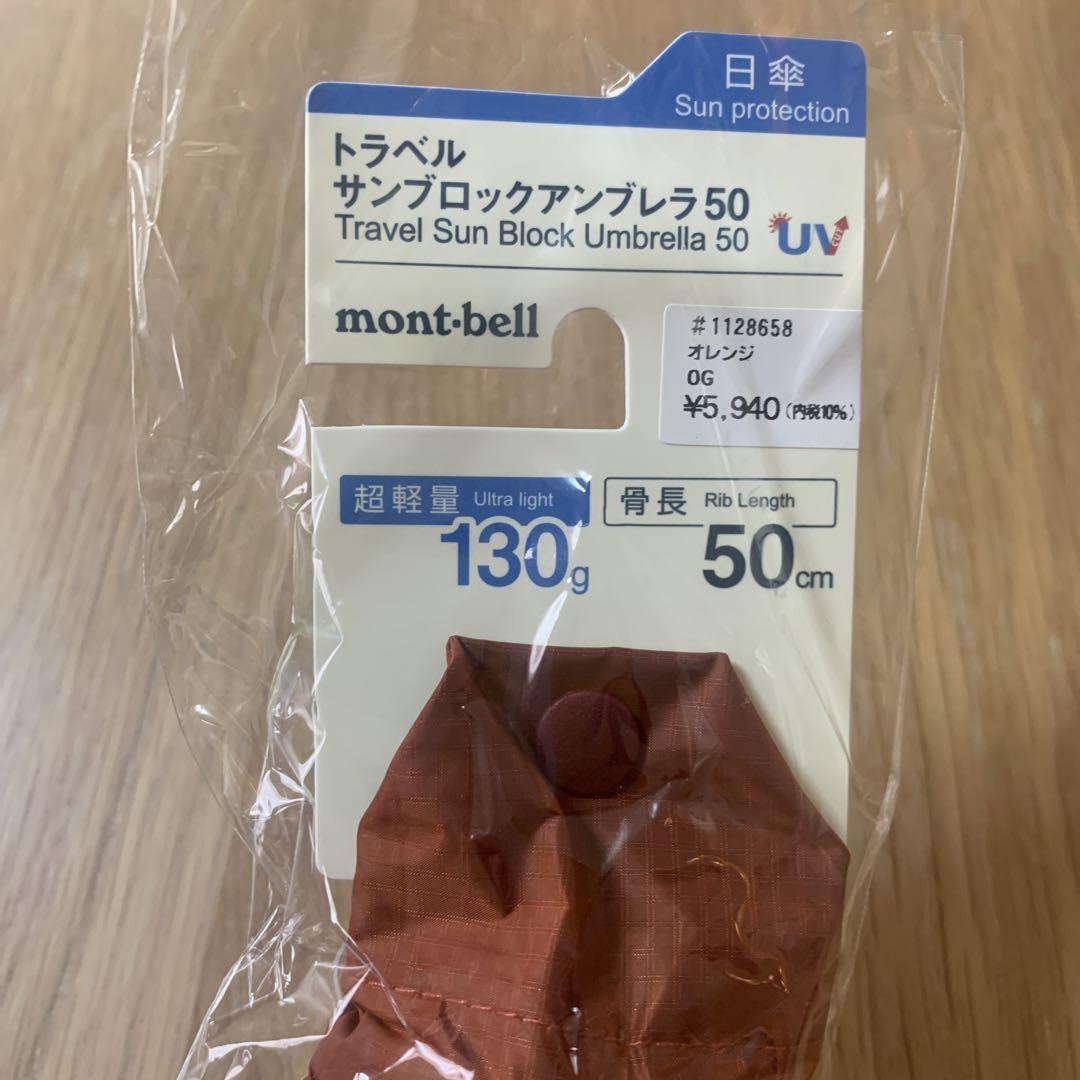 日傘
Sun protection
トラベル
サンブロックアンブレラ50
Travel Sun Block Umbrella 50
UV CUT
mont-bell
#1128658
オレンジ
OG
¥5,940(内税10%)
超軽量 Ultra light
130g
骨長 Rib Length
50cm